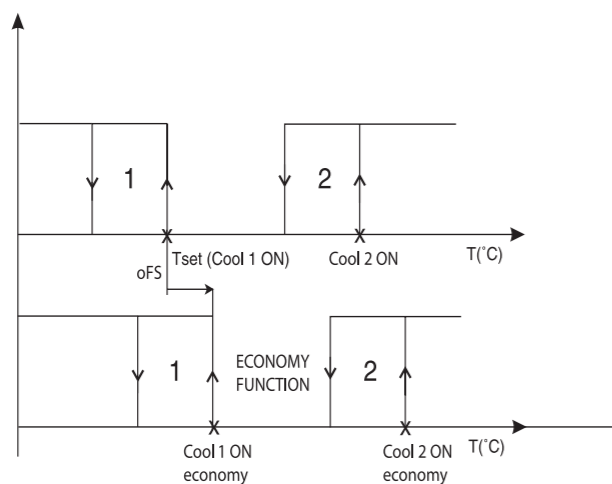 1
2
Tset (Cool 1 ON)
Cool 2 ON
T(°C)
oFS
1
ECONOMY
FUNCTION
2
Cool 1 ON
economy
Cool 2 ON
economy
T(°C)